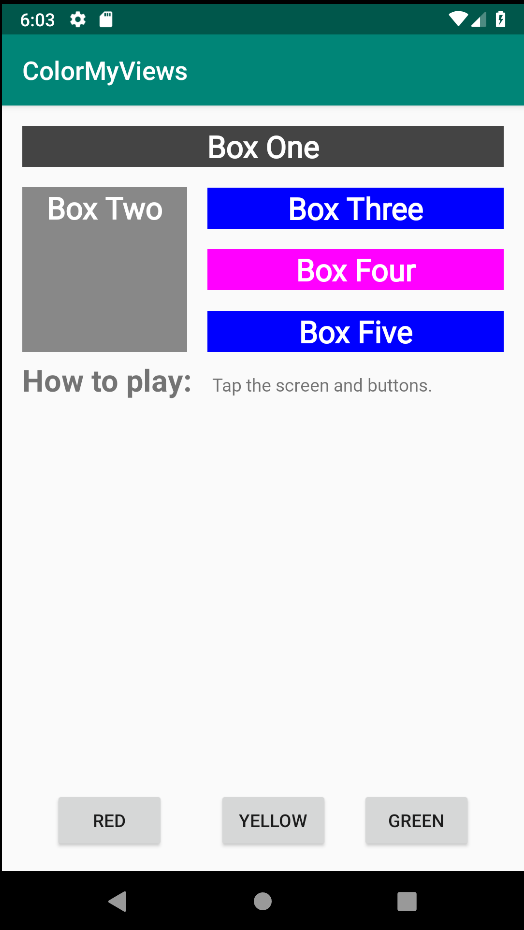 6:03
ColorMyViews
Box One
Box Two
Box Three
Box Four
Box Five
How to play: Tap the screen and buttons.
RED YELLOW GREEN